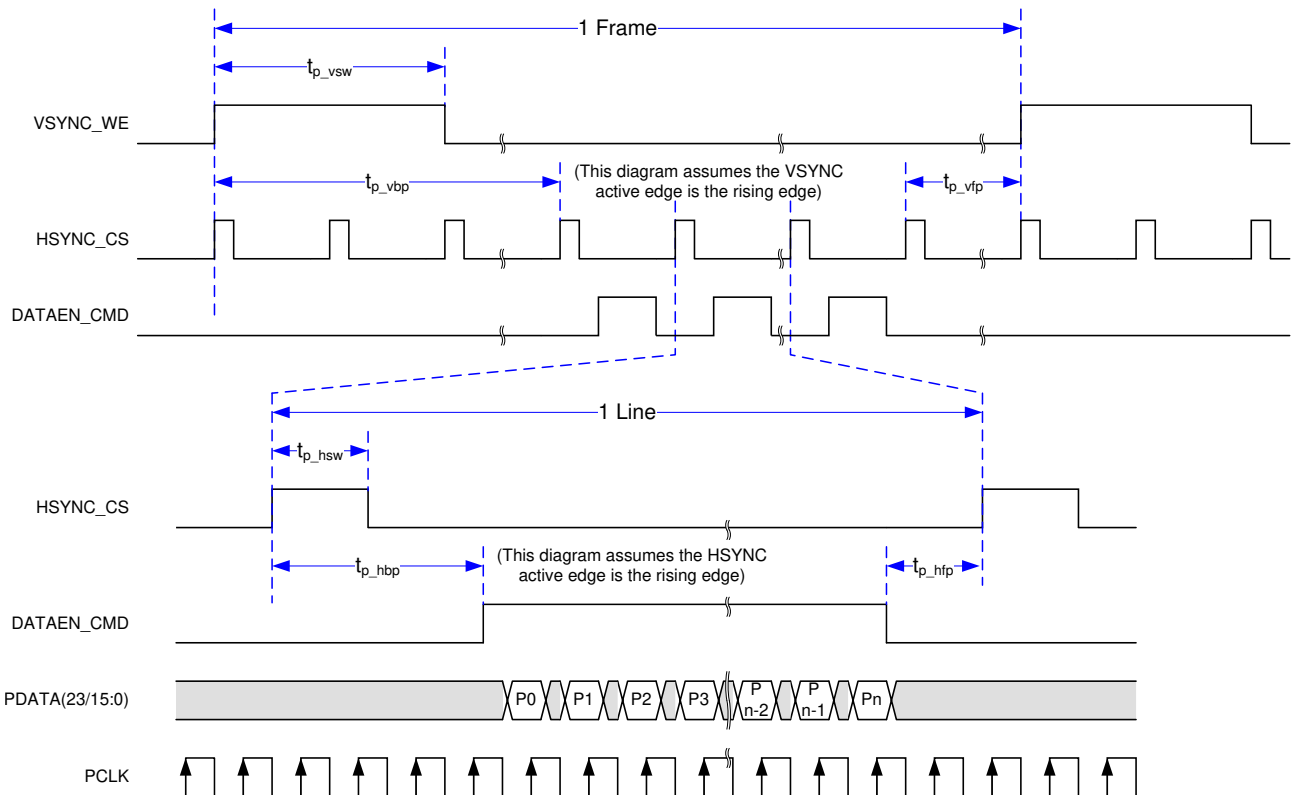 1 Frame
tp_vsw
VSYNC_WE
tp_vbp
(This diagram assumes the VSYNC
active edge is the rising edge)
tp_vfp
HSYNC_CS
DATAEN_CMD
1 Line
tp_hsw
HSYNC_CS
tp_hbp
(This diagram assumes the HSYNC
active edge is the rising edge)
tp_hfp
DATAEN_CMD
PDATA(23/15:0)
P0
P1
P2
P3
P
n-2
P
n-1
Pn
PCLK